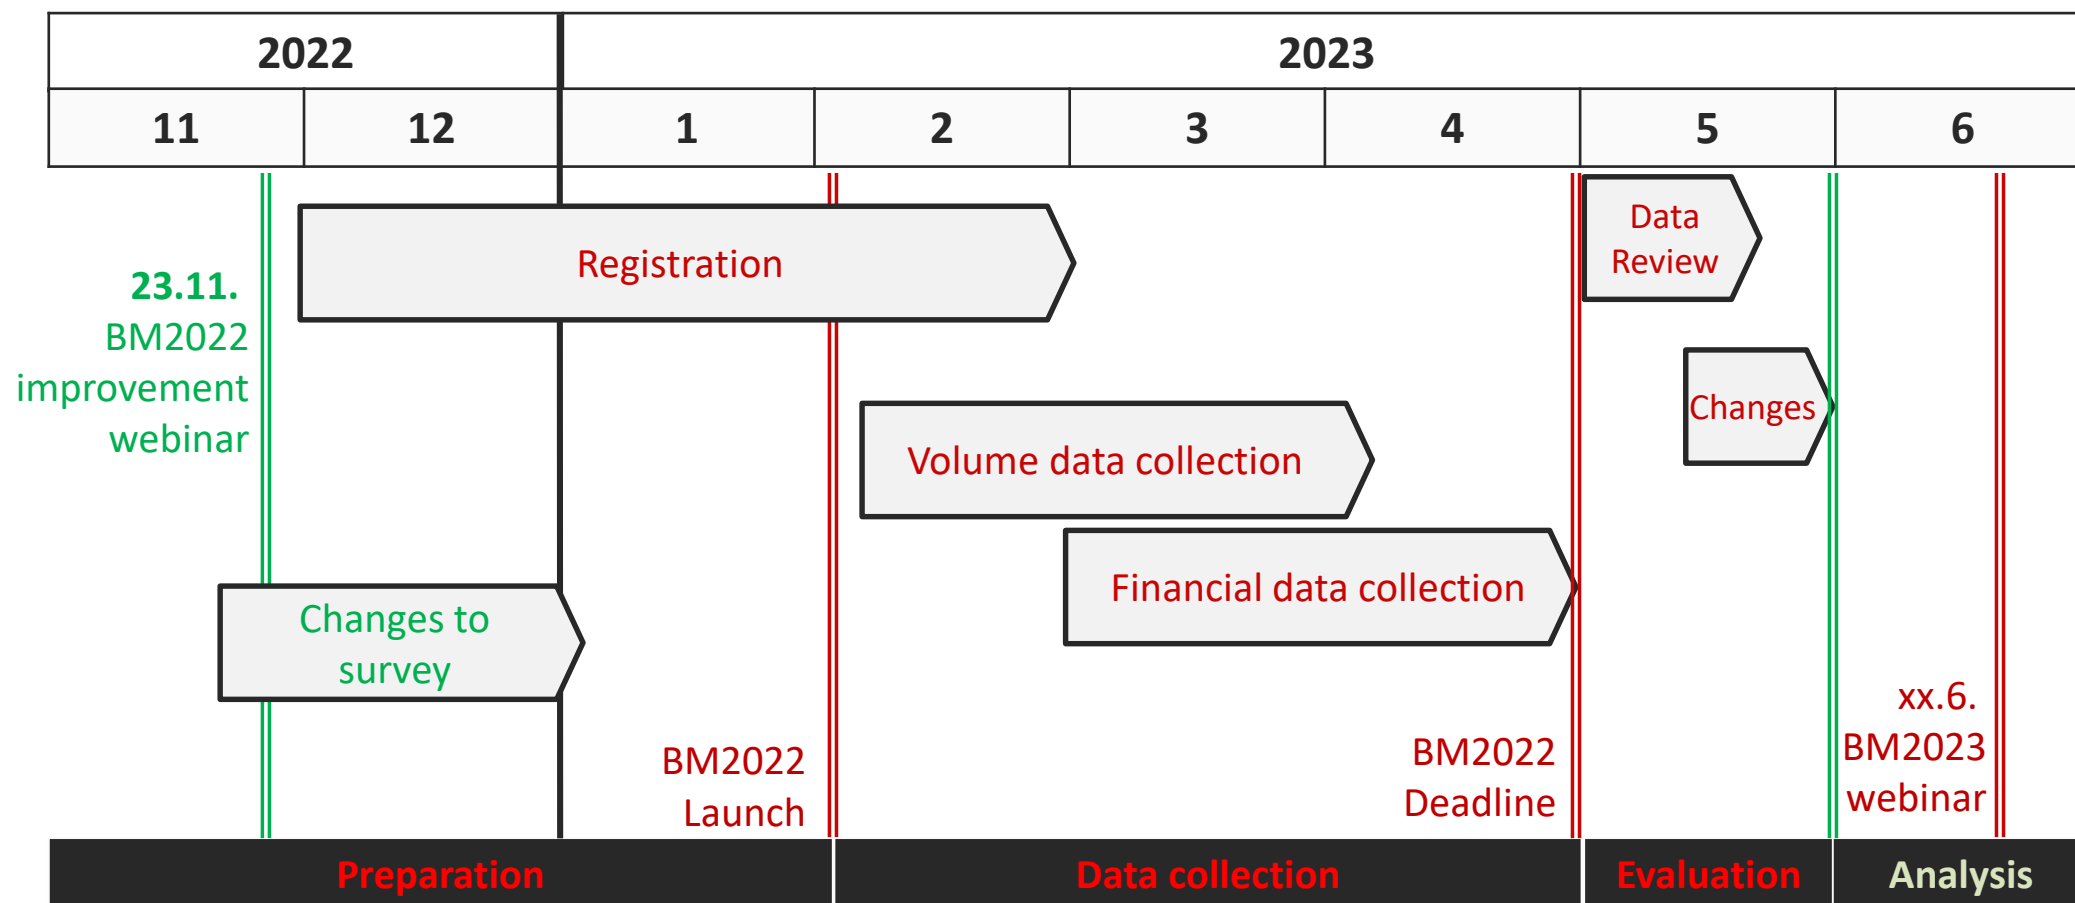 2022
2023
11
12
1
2
3
4
5
6
Registration
Data
Review
23.11.
BM2022
improvement
webinar
Changes
Volume data collection
Financial data collection
Changes to
survey
BM2022
Launch
BM2022
Deadline
xx.6.
BM2023
webinar
Preparation
Data collection
Evaluation
Analysis